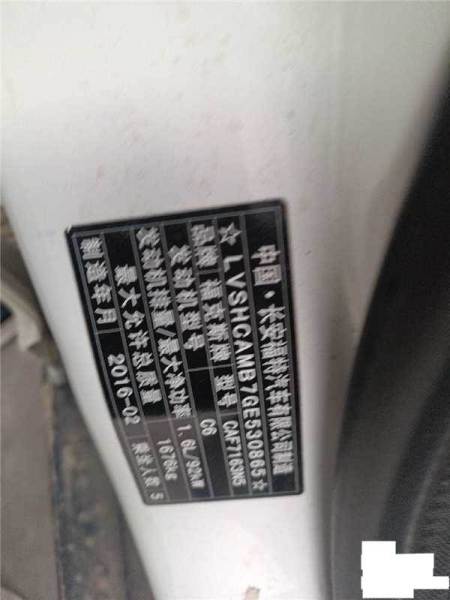 中国·长安福特汽车有限公司制造
☆LVSHCAMB7GE530865☆
品牌 福克斯牌 型号 CAF7163N5
发动机型号 C6
发动机排量/最大净功率 1.6L/92kW
最大允许总质量 1676kg
制造年月 2016-02 乘坐人数 5